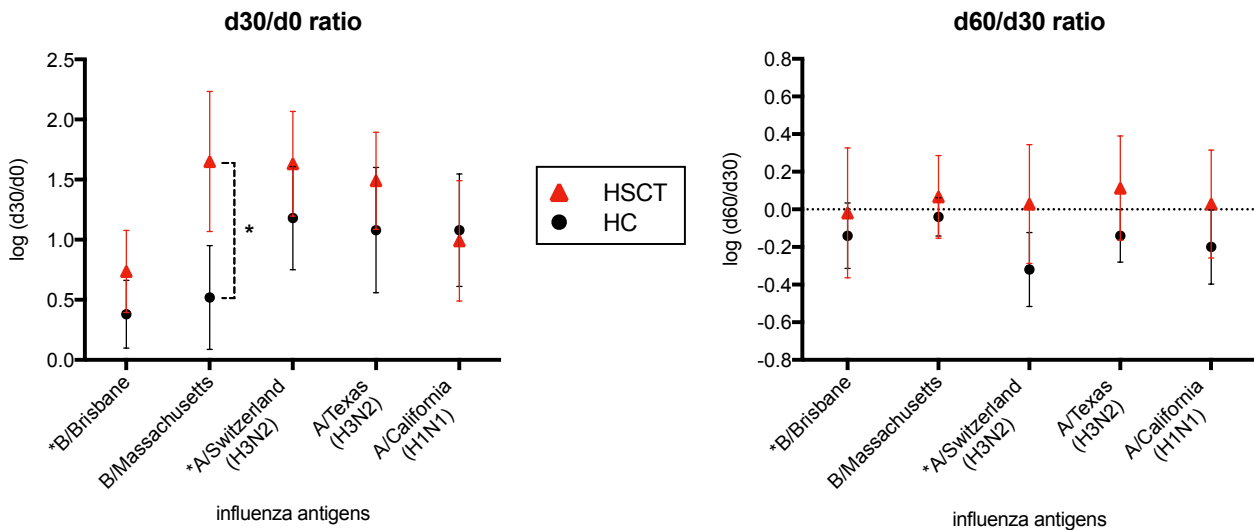 d30/d0 ratio
log (d30/d0)
2.5
2.0
1.5
1.0
0.5
0.0
*
*B/Brisbane
B/Massachusetts
*A/Switzerland
(H3N2)
A/Texas
(H3N2)
A/California
(H1N1)
influenza antigens
HSCT
HC
d60/d30 ratio
log (d60/d30)
0.8
0.6
0.4
0.2
0.0
-0.2
-0.4
-0.6
-0.8
*B/Brisbane
B/Massachusetts
*A/Switzerland
(H3N2)
A/Texas
(H3N2)
A/California
(H1N1)
influenza antigens